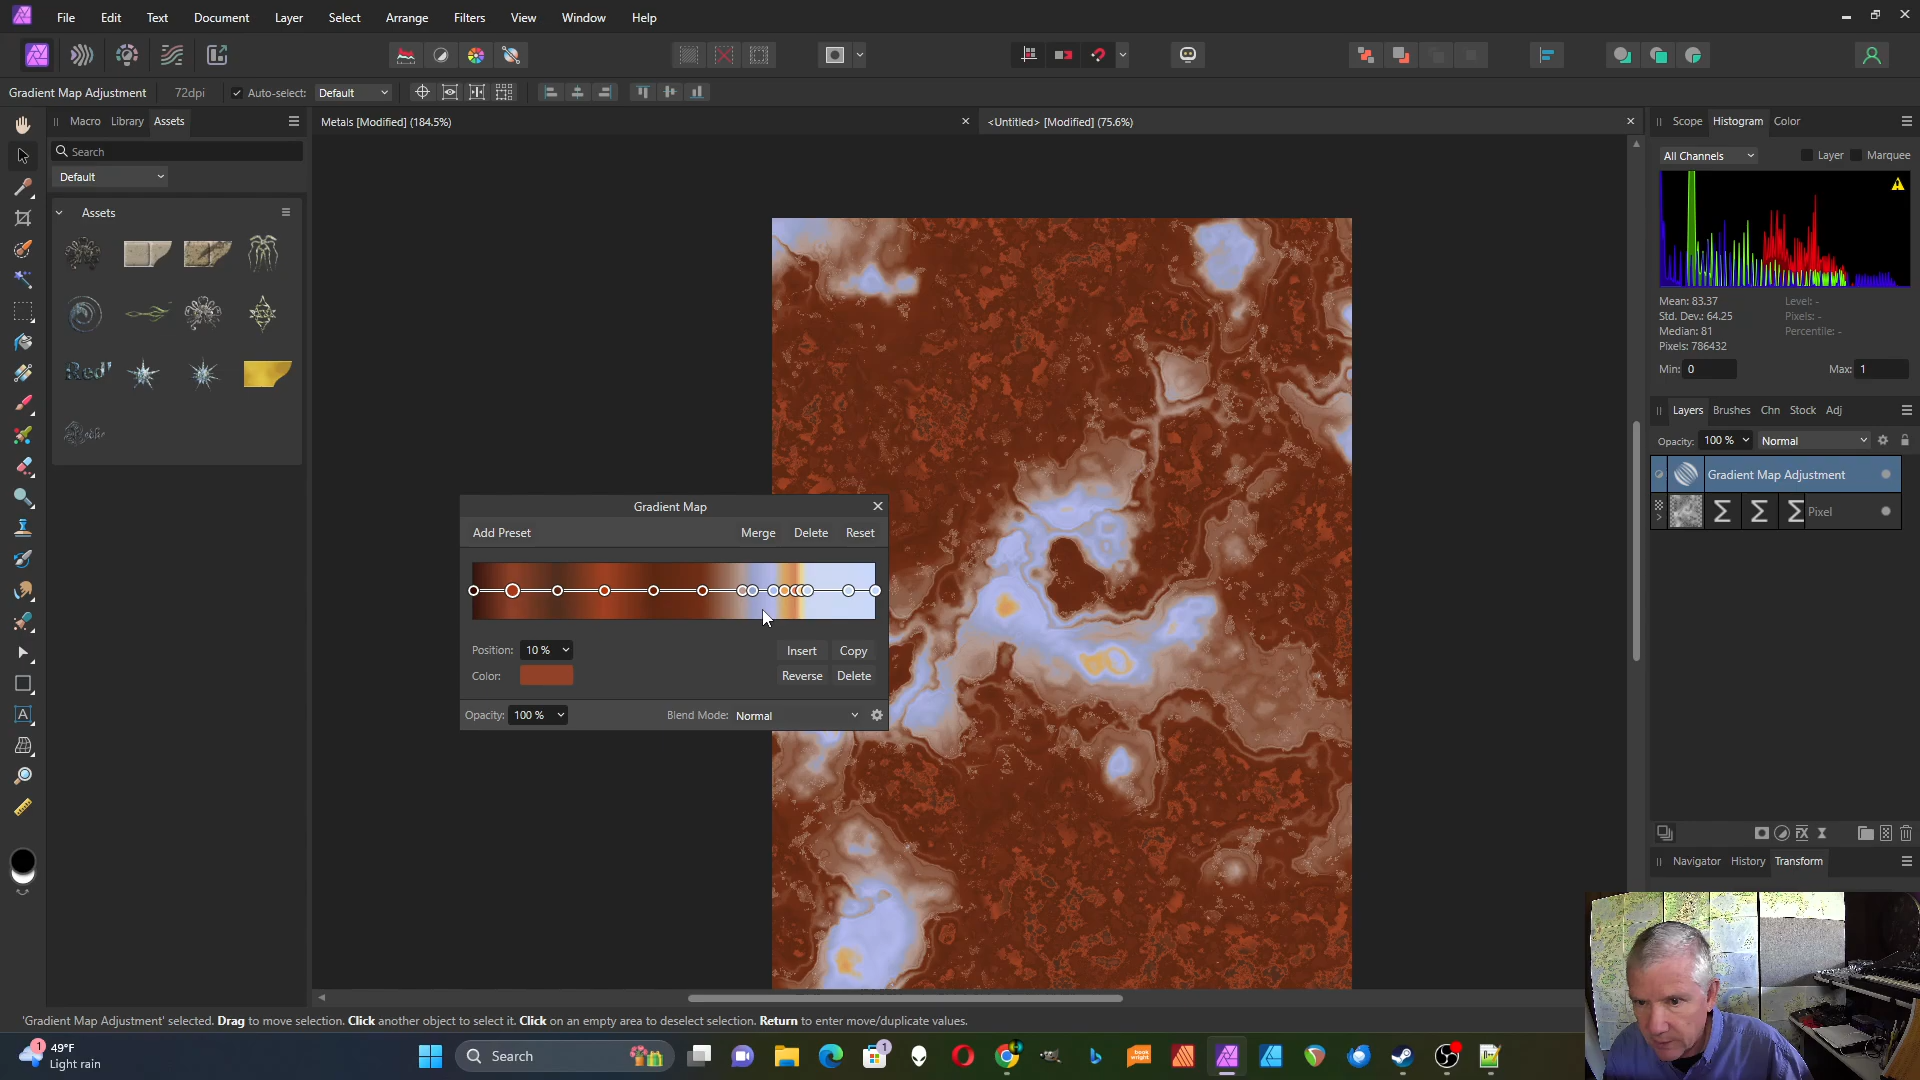 File Edit Text Document Layer Select Arrange Filters View Window Help
Gradient Map Adjustment 72dpi Auto-select: Default
Macro Library Assets
Metals [Modified] (184.5%)
<Untitled> [Modified] (75.6%)
Scope Histogram Color
Search
Default
All Channels Layer Marquee
Assets
Mean: 83.37 Level: -
Std. Dev.: 64.25 Pixels: -
Median: 81 Percentile: -
Pixels: 786432
Min: 0 Max: 1
Red
Layers Brushes Chn Stock Adj
Opacity: 100 % Normal
Gradient Map Adjustment
Pixel
Gradient Map
Add Preset Merge Delete Reset
Position: 10 % Insert Copy
Color: Reverse Delete
Opacity: 100 % Blend Mode: Normal
Navigator History Transform
'Gradient Map Adjustment' selected. Drag to move selection. Click another object to select it. Click on an empty area to deselect selection. Return to enter move/duplicate values.
1
49°F
Light rain
Search
1
book
wright